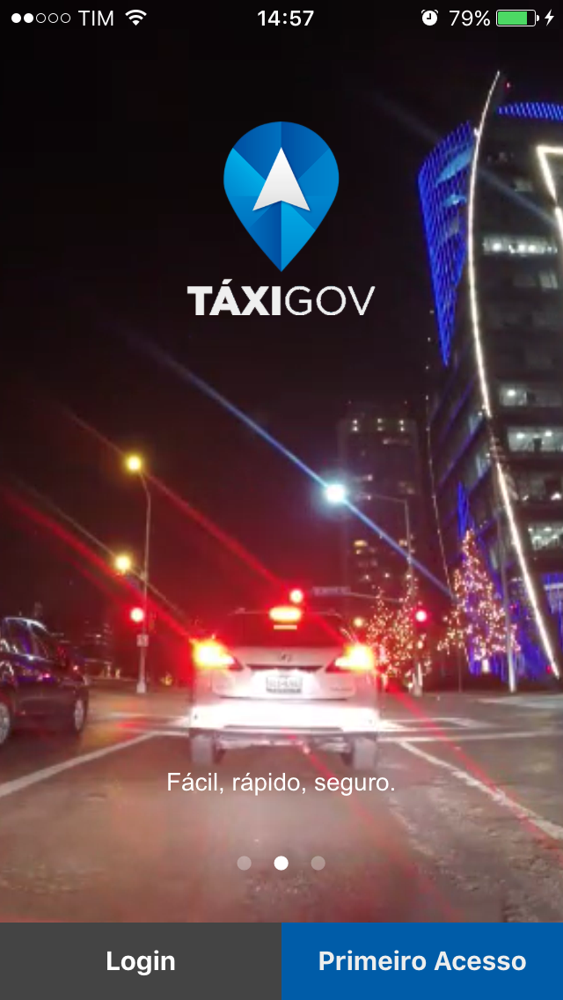 TIM
14:57
79%
TÁXIGOV
Fácil, rápido, seguro.
Login
Primeiro Acesso